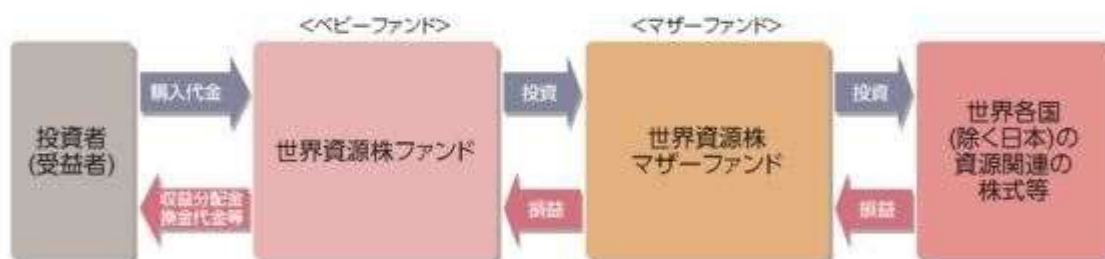 <ベビーファンド>
<マザーファンド>
投資者
(受益者)
購入代金
収益分配金
換金代金等
世界資源株ファンド
投資
損益
世界資源株
マザーファンド
投資
損益
世界各国
(除く日本)の
資源関連の
株式等